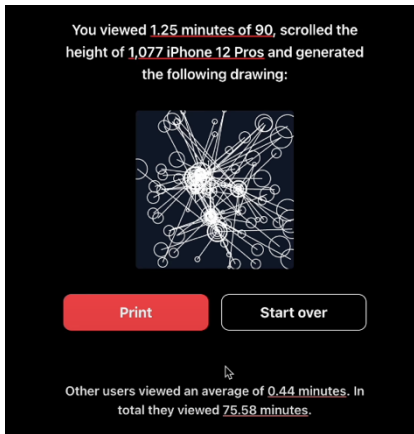 You viewed 1.25 minutes of 90, scrolled the
height of 1,077 iPhone 12 Pros and generated
the following drawing:
Print
Start over
Other users viewed an average of 0.44 minutes. In
total they viewed 75.58 minutes.